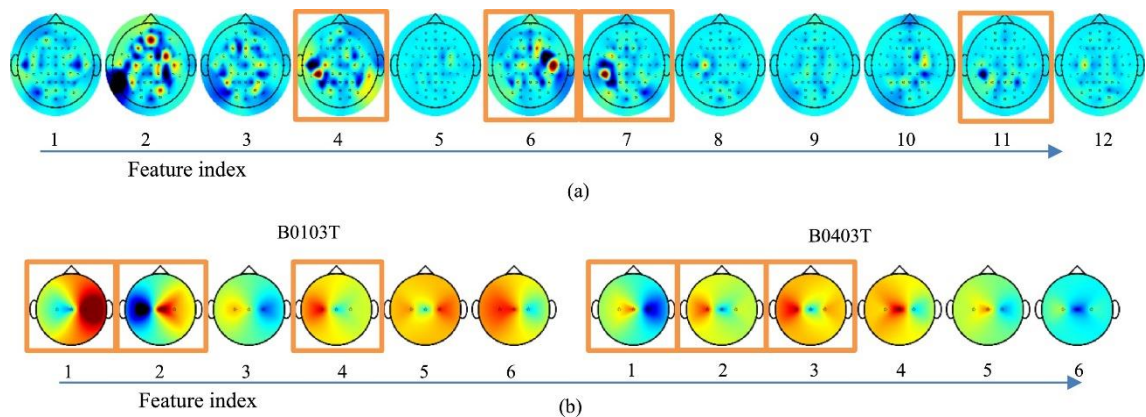 1 2 3 4 5 6 7 8 9 10 11 12
Feature index
(a)
B0103T B0403T
1 2 3 4 5 6 1 2 3 4 5 6
Feature index
(b)